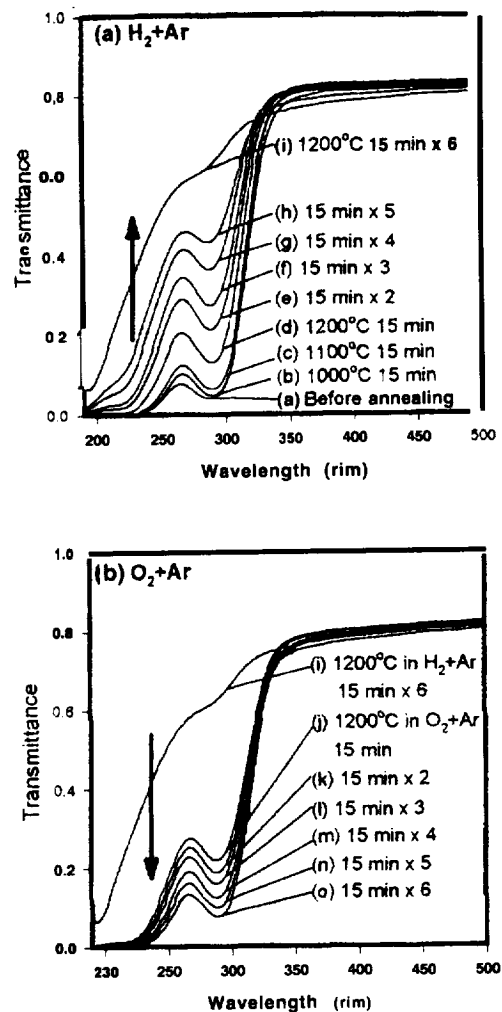 (a) H₂+Ar
1.0
0.8
0.0
0.4
0.2
0.0
Transmittance
(i) 1200°C 15 min x 6
(h) 15 min x 5
(g) 15 min x 4
(f) 15 min x 3
(e) 15 min x 2
(d) 1200°C 15 min
(c) 1100°C 15 min
(b) 1000°C 15 min
(a) Before annealing
200 250 300 350 400 450 500
Wavelength (rim)
(b) O₂+Ar
1.0
0.8
0.6
0.4
0.2
0.0
Transmittance
(i) 1200°C in H₂+Ar
15 min x 6
(j) 1200°C in O₂+Ar
15 min
(k) 15 min x 2
(l) 15 min x 3
(m) 15 min x 4
(n) 15 min x 5
(o) 15 min x 6
230 250 300 350 400 450 500
Wavelength (rim)